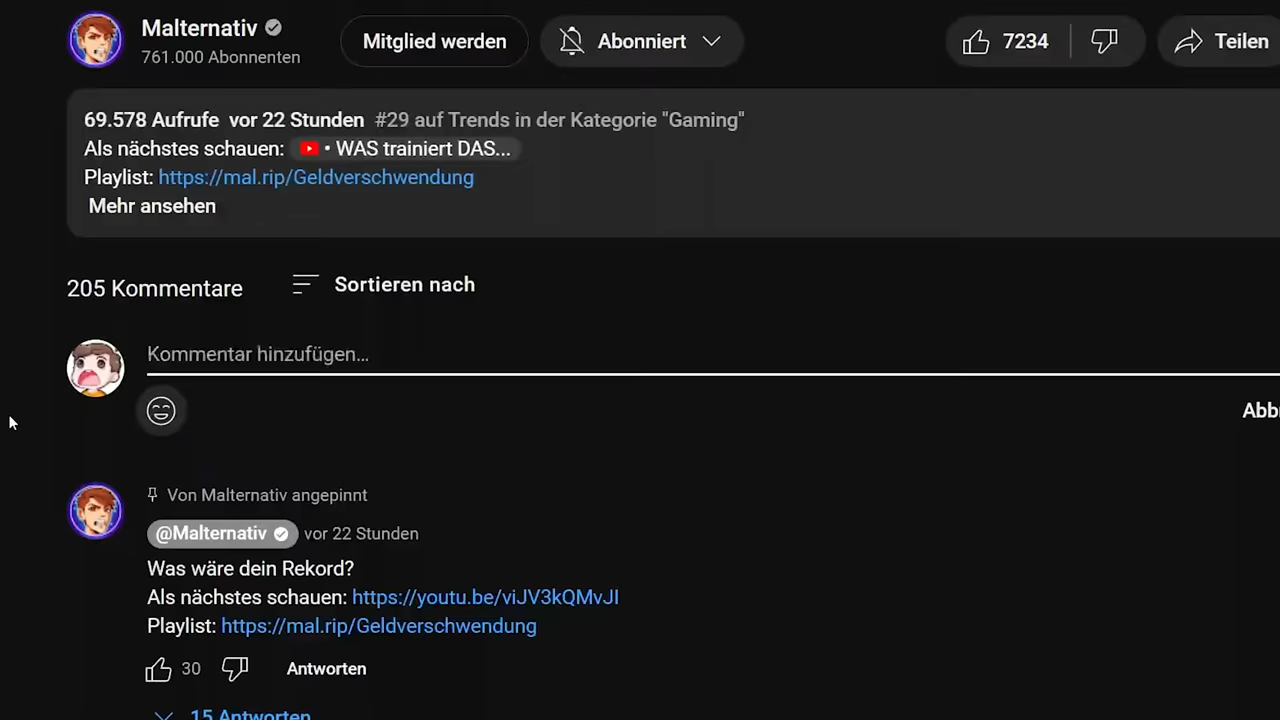 Malternativ
761.000 Abonnenten
Mitglied werden
Abonniert
7234
Teilen
69.578 Aufrufe vor 22 Stunden #29 auf Trends in der Kategorie "Gaming"
Als nächstes schauen: • WAS trainiert DAS...
Playlist: https://mal.rip/Geldverschwendung
Mehr ansehen
205 Kommentare
Sortieren nach
Kommentar hinzufügen...
Abb
Von Malternativ angepinnt
@Malternativ vor 22 Stunden
Was wäre dein Rekord?
Als nächstes schauen: https://youtu.be/viJV3kQMvJI
Playlist: https://mal.rip/Geldverschwendung
30
Antworten
15 Antworten